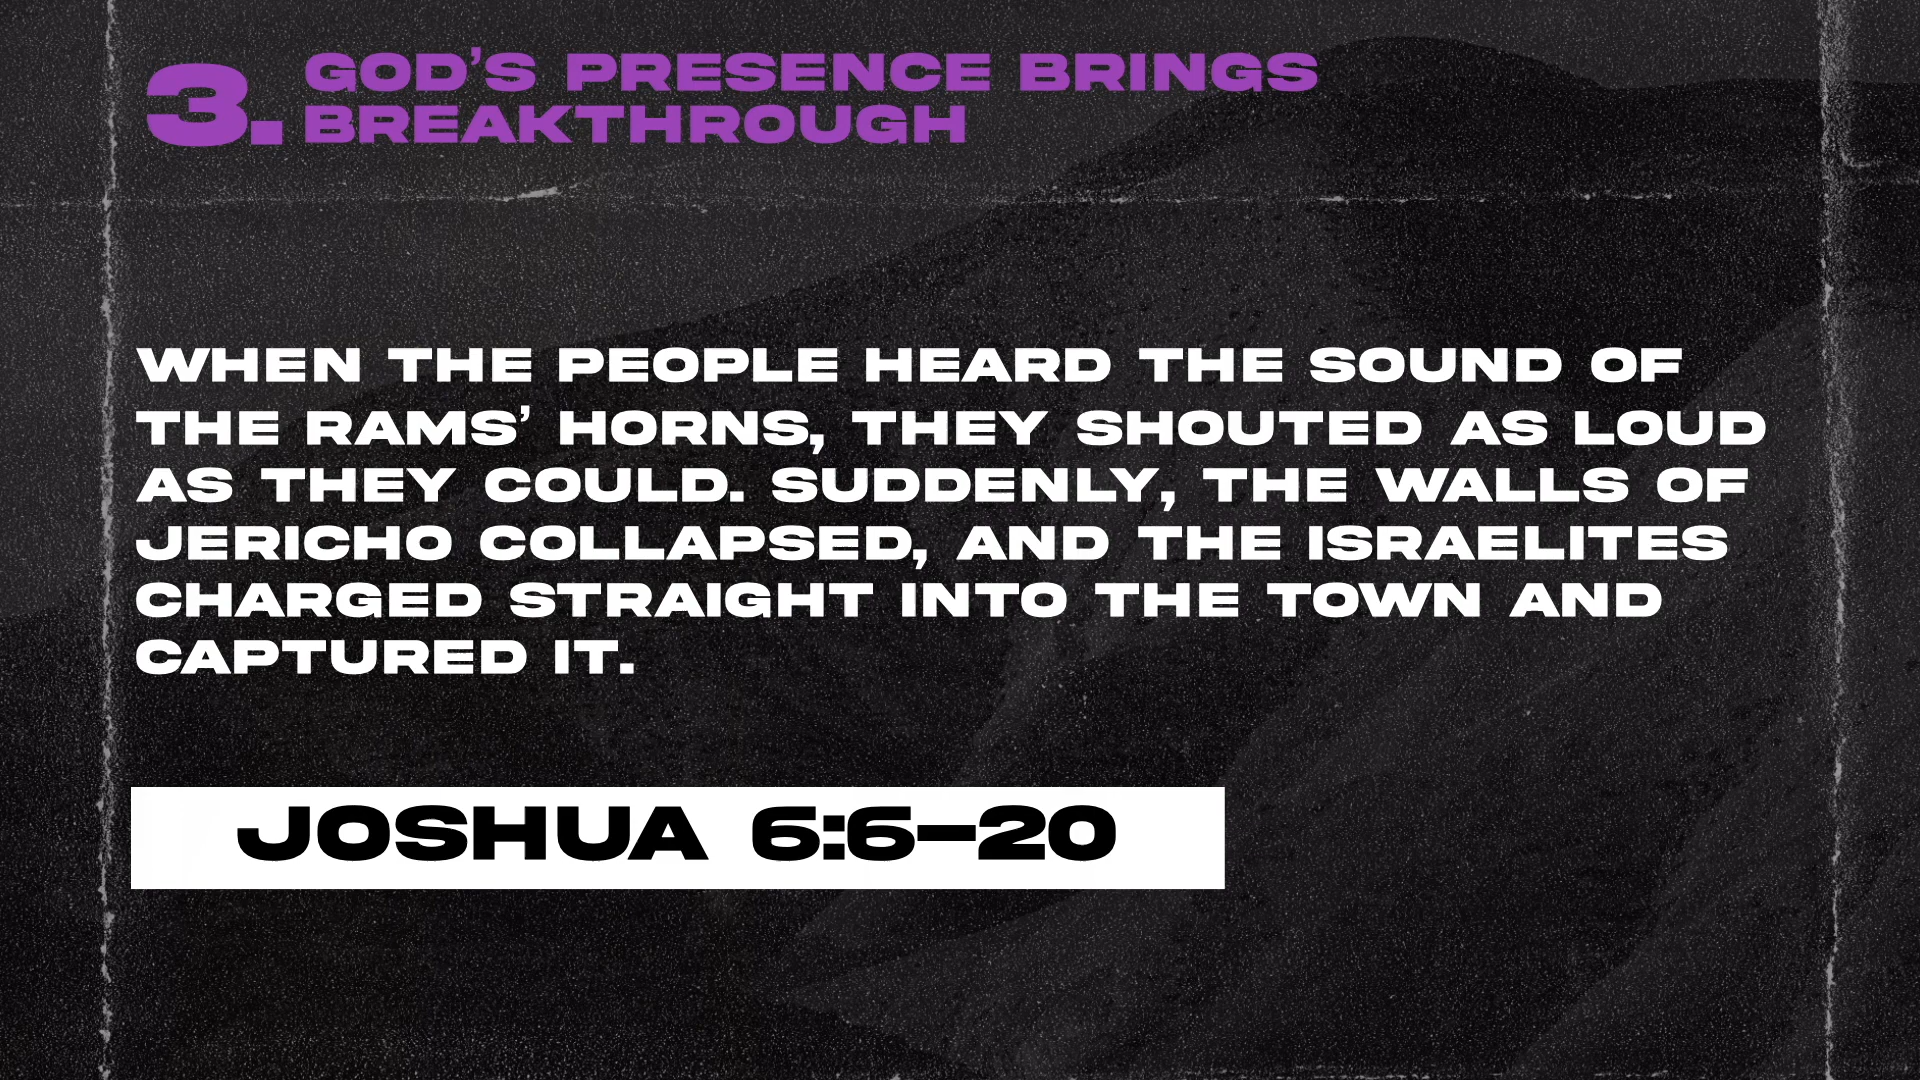 3. GOD’S PRESENCE BRINGS
BREAKTHROUGH
WHEN THE PEOPLE HEARD THE SOUND OF
THE RAMS’ HORNS, THEY SHOUTED AS LOUD
AS THEY COULD. SUDDENLY, THE WALLS OF
JERICHO COLLAPSED, AND THE ISRAELITES
CHARGED STRAIGHT INTO THE TOWN AND
CAPTURED IT.
JOSHUA 6:6–20